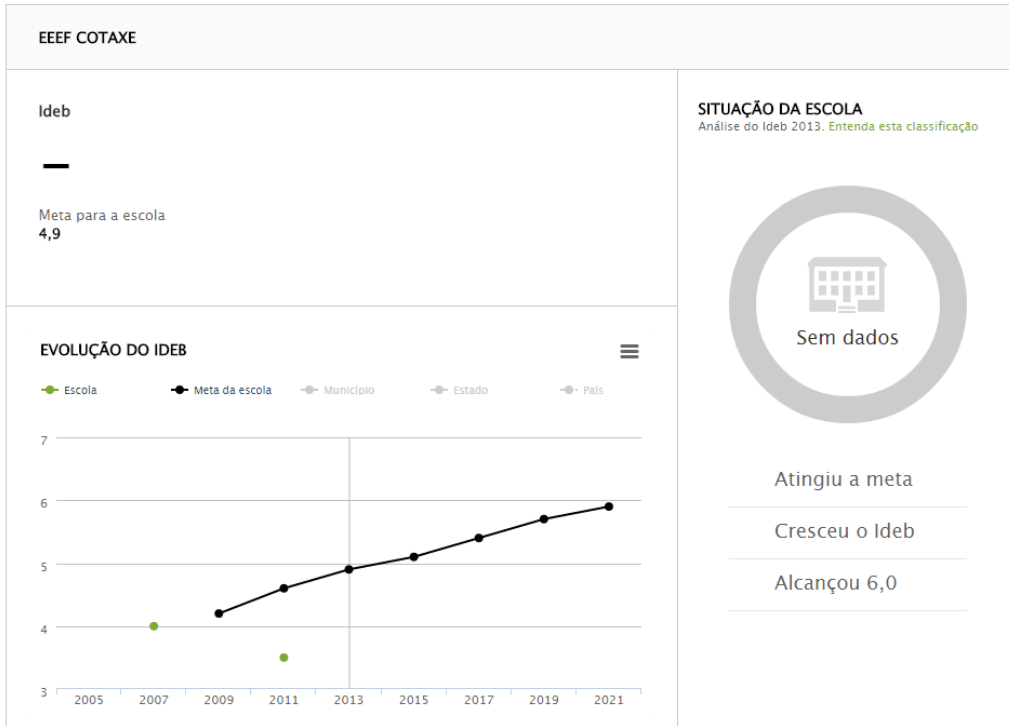 EEEF COTAXE
Ideb
–
Meta para a escola
4,9
SITUAÇÃO DA ESCOLA
Análise do Ideb 2013. Entenda esta classificação
Sem dados
Atingiu a meta
Cresceu o Ideb
Alcançou 6,0
EVOLUÇÃO DO IDEB
Escola Meta da escola Município Estado País
7
6
5
4
3
2005 2007 2009 2011 2013 2015 2017 2019 2021